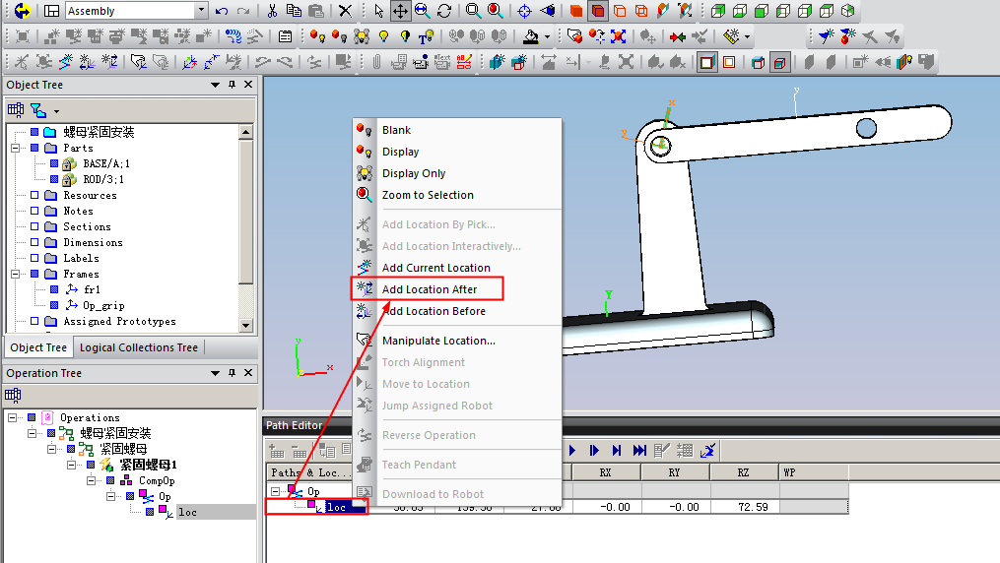 Assembly
Object Tree
螺母紧固安装
Parts
BASE/A;1
ROD/3;1
Resources
Notes
Sections
Dimensions
Labels
Frames
fr1
Op_grip
Assigned Prototypes
Object Tree
Logical Collections Tree
Operation Tree
Operations
螺母紧固安装
紧固螺母
紧固螺母1
CompOp
Op
loc
Blank
Display
Display Only
Zoom to Selection
Add Location By Pick...
Add Location Interactively...
Add Current Location
Add Location After
Add Location Before
Manipulate Location...
Torch Alignment
Move to Location
Jump Assigned Robot
Reverse Operation
Teach Pendant
Download to Robot
Y
Y
X
Path Editor
Paths & Loc... RX RY RZ WP
Op
loc -0.00 -0.00 72.59